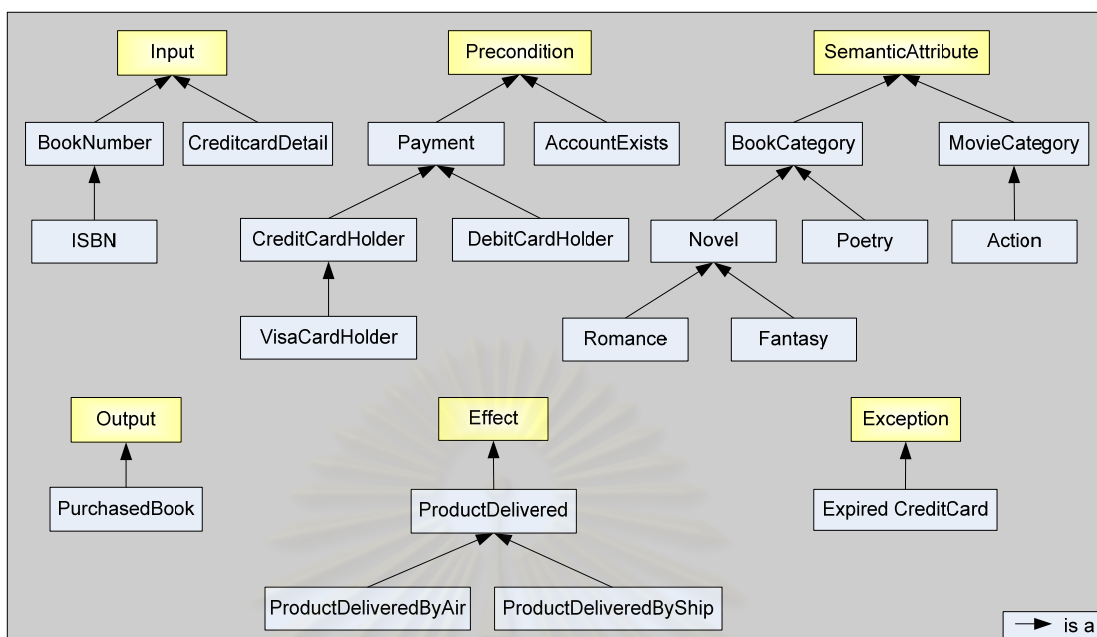 Input
Precondition
SemanticAttribute
BookNumber
CreditcardDetail
Payment
AccountExists
BookCategory
MovieCategory
ISBN
CreditCardHolder
DebitCardHolder
Novel
Poetry
Action
VisaCardHolder
Romance
Fantasy
Output
Effect
Exception
PurchasedBook
ProductDelivered
Expired CreditCard
ProductDeliveredByAir
ProductDeliveredByShip
is a